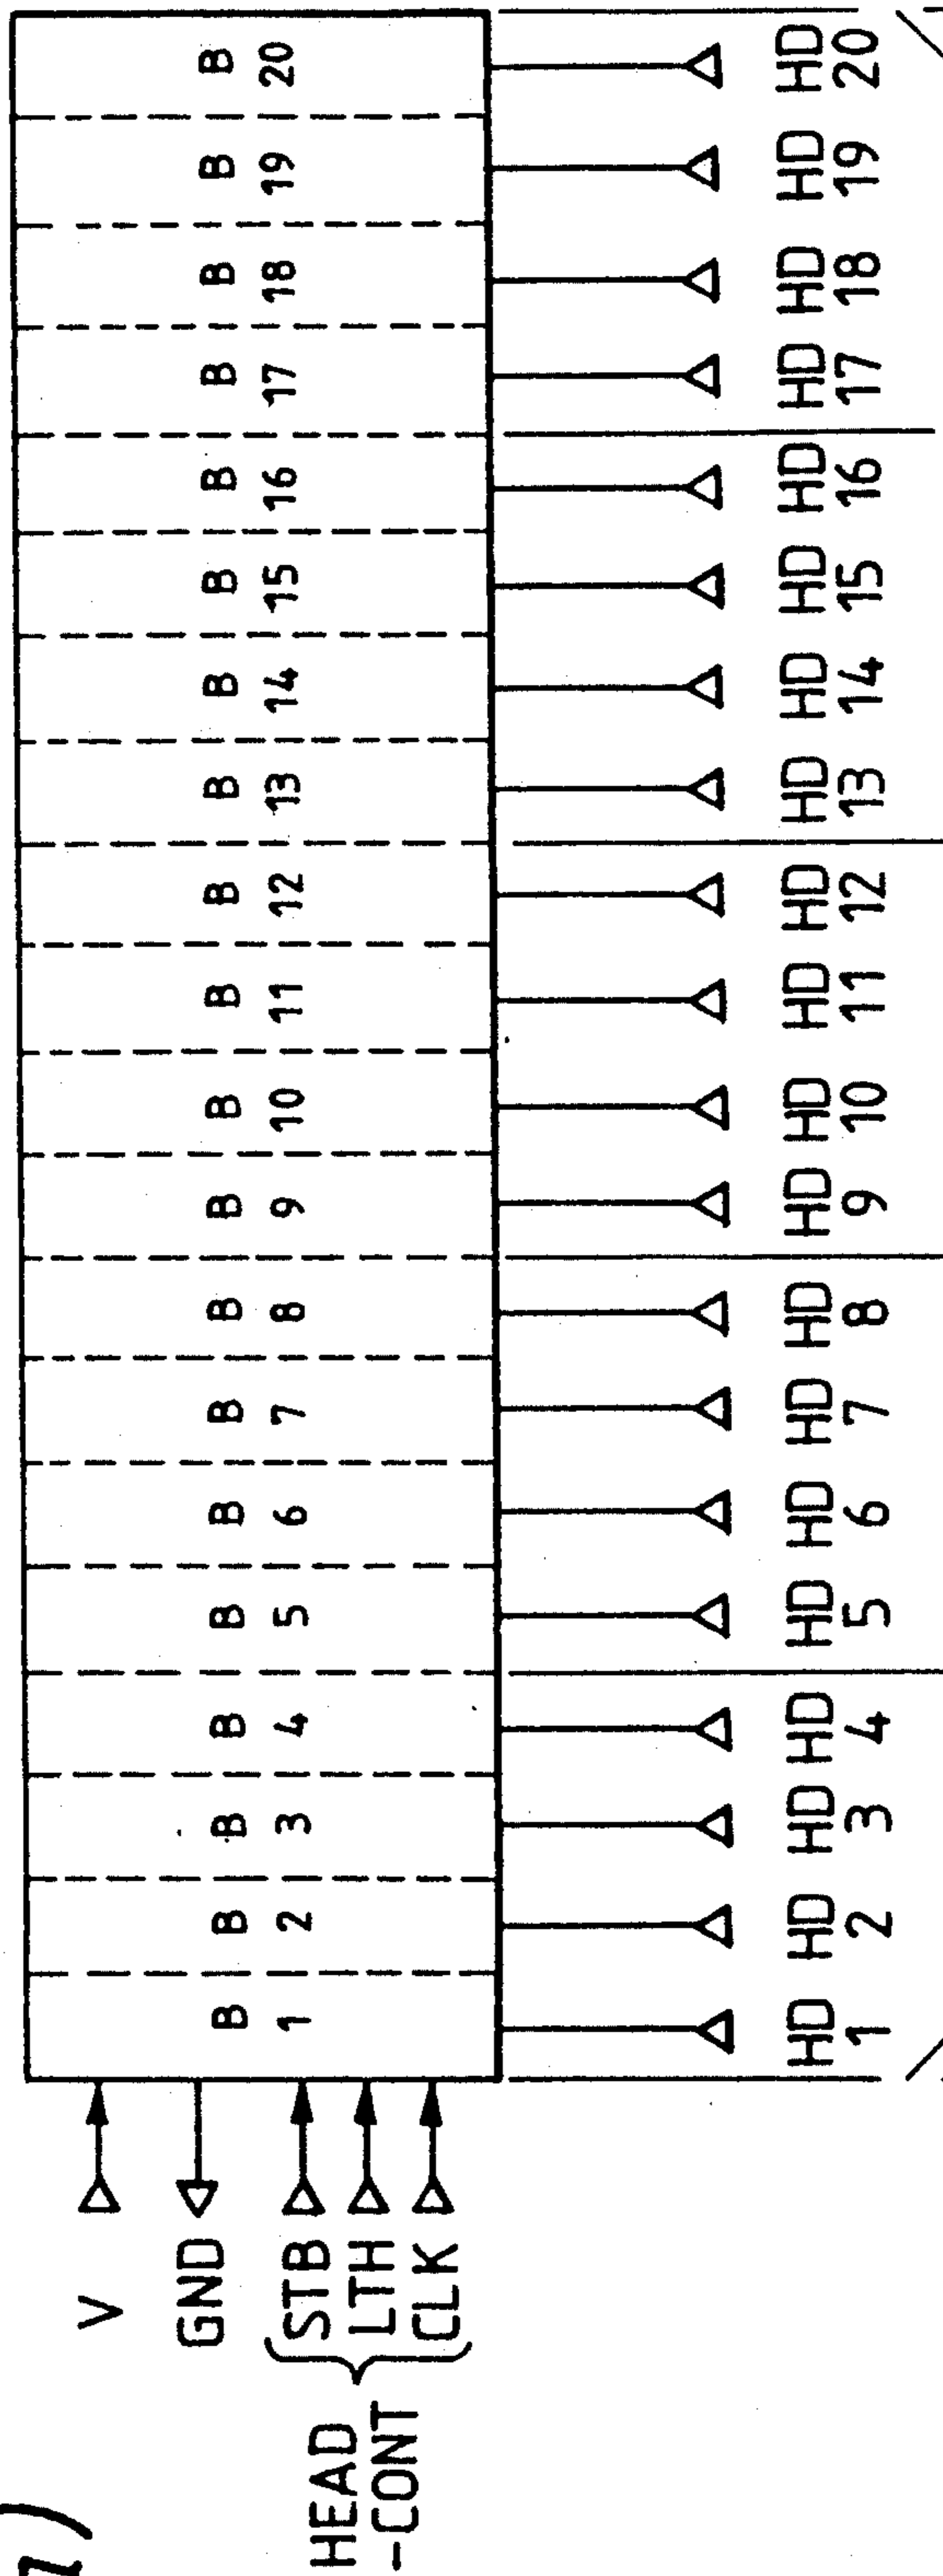 V
GND
STB
LTH
CLK
HEAD
-CONT
B 1
B 2
B 3
B 4
B 5
B 6
B 7
B 8
B 9
B 10
B 11
B 12
B 13
B 14
B 15
B 16
B 17
B 18
B 19
B 20
HD 1
HD 2
HD 3
HD 4
HD 5
HD 6
HD 7
HD 8
HD 9
HD 10
HD 11
HD 12
HD 13
HD 14
HD 15
HD 16
HD 17
HD 18
HD 19
HD 20